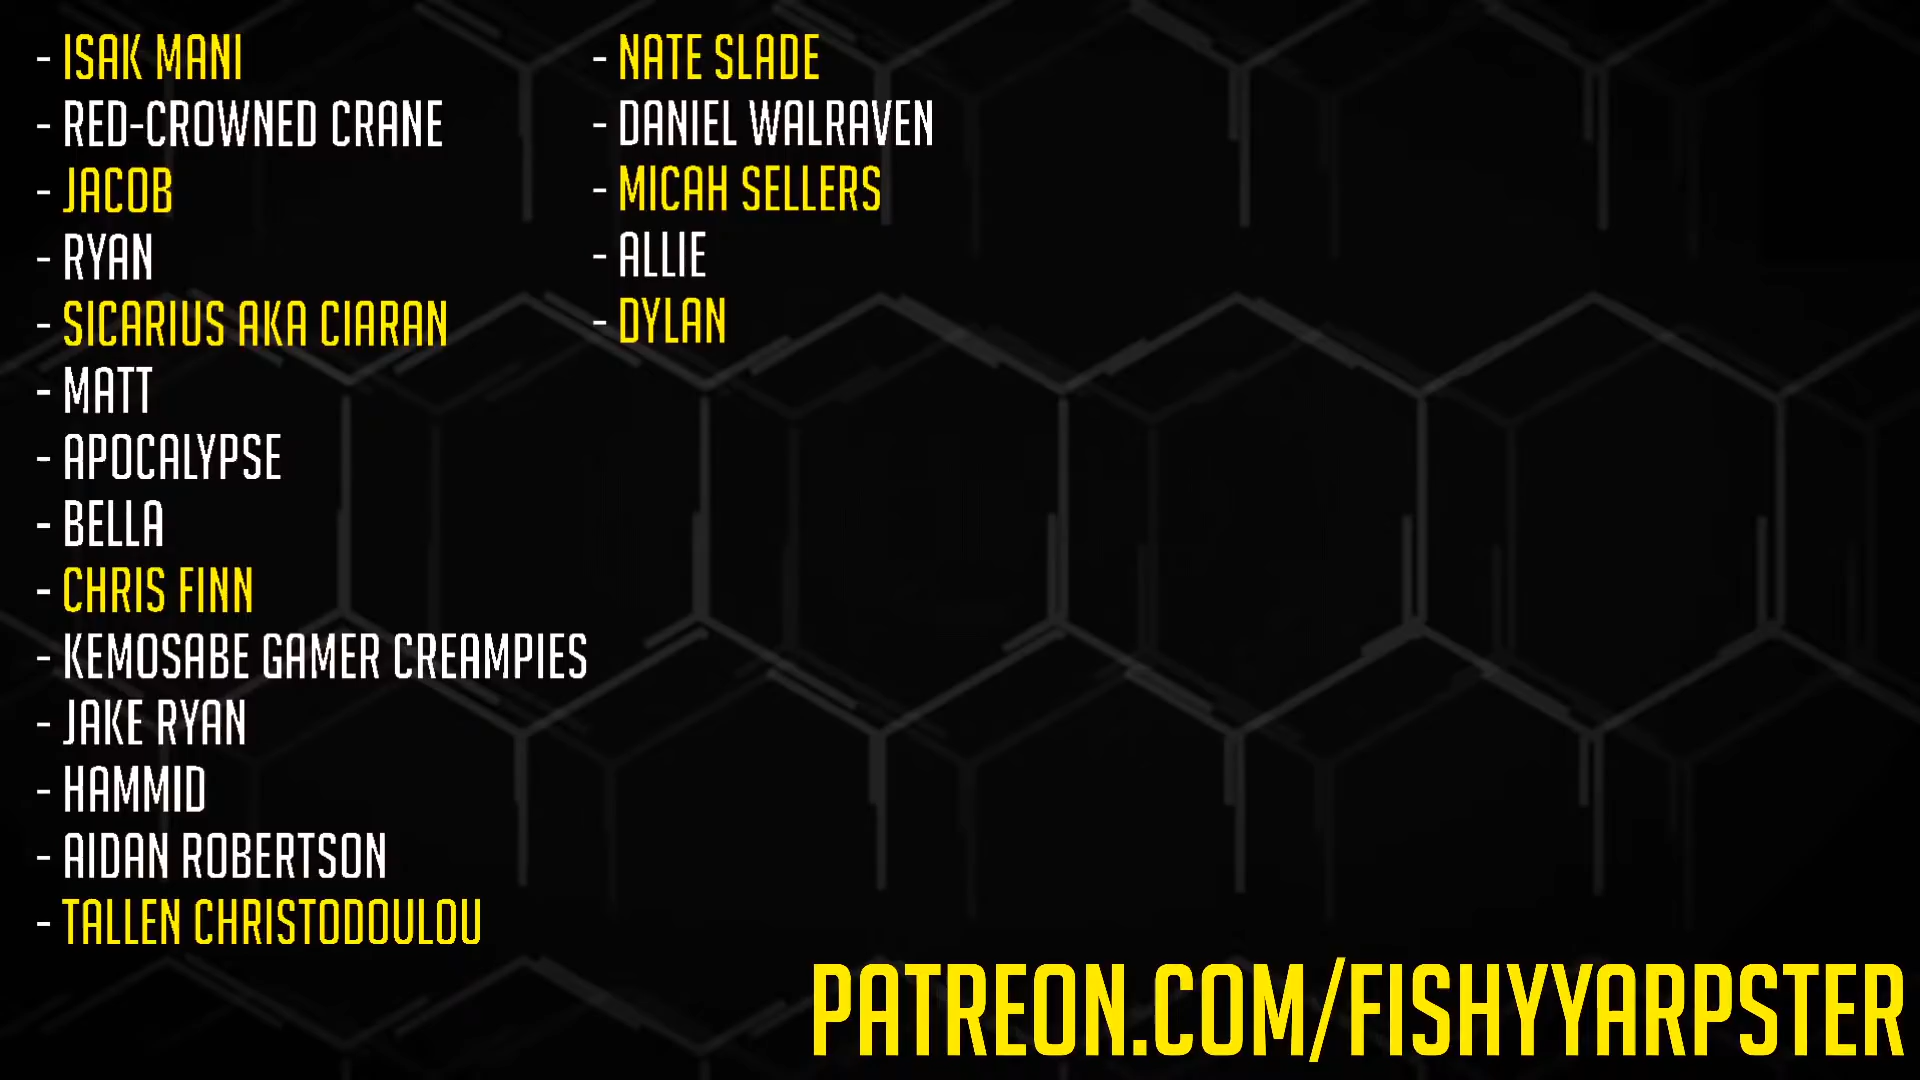 - ISAK MANI
- RED-CROWNED CRANE
- JACOB
- RYAN
- SICARIUS AKA CIARAN
- MATT
- APOCALYPSE
- BELLA
- CHRIS FINN
- KEMOSABE GAMER CREAMPIES
- JAKE RYAN
- HAMMID
- AIDAN ROBERTSON
- TALLEN CHRISTODOULOU
- NATE SLADE
- DANIEL WALRAVEN
- MICAH SELLERS
- ALLIE
- DYLAN
PATREON.COM/FISHYYARPSTER